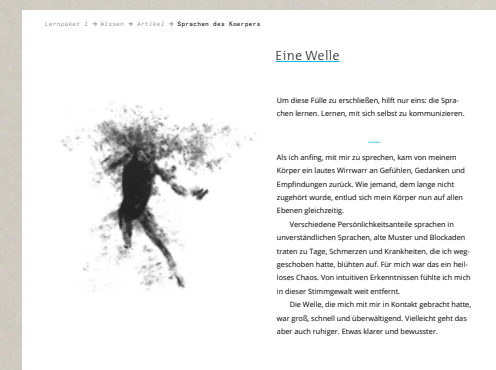 Lernpaket 1 ➔ Wissen ➔ Artikel ➔ Sprachen des Koerpers
Eine Welle
Um diese Fülle zu erschließen, hilft nur eins: die Spra-
chen lernen. Lernen, mit sich selbst zu kommunizieren.
Als ich anfing, mit mir zu sprechen, kam von meinem
Körper ein lautes Wirrwarr an Gefühlen, Gedanken und
Empfindungen zurück. Wie jemand, dem lange nicht
zugehört wurde, entlud sich mein Körper nun auf allen
Ebenen gleichzeitig.
Verschiedene Persönlichkeitsanteile sprachen in
unverständlichen Sprachen, alte Muster und Blockaden
traten zu Tage, Schmerzen und Krankheiten, die ich weg-
geschoben hatte, blühten auf. Für mich war das ein heil-
loses Chaos. Von intuitiven Erkenntnissen fühlte ich mich
in dieser Stimmgewalt weit entfernt.
Die Welle, die mich mit mir in Kontakt gebracht hatte,
war groß, schnell und überwältigend. Vielleicht geht das
aber auch ruhiger. Etwas klarer und bewusster.